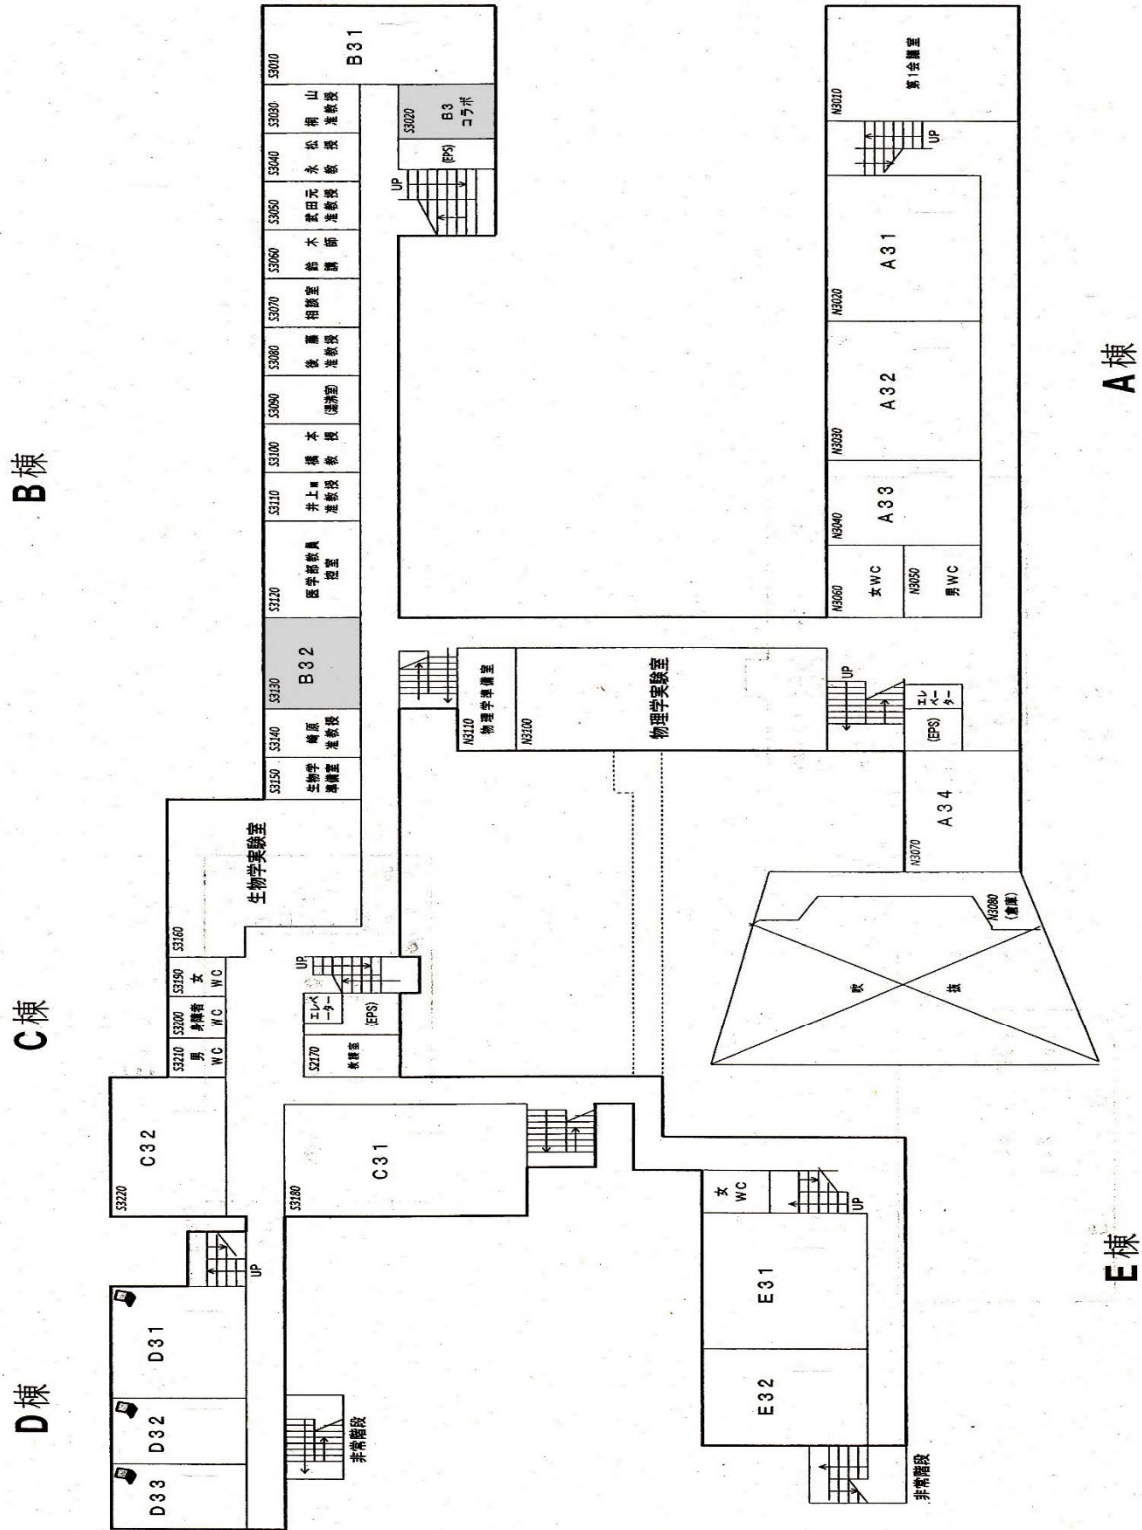 B棟
C棟
D棟
A棟
E棟
S3010
B31
S3020
B3
コラボ
(EPS)
UP
S3030
桐山
准教授
S3040
永松
教授
S3050
武田元
准教授
S3060
鈴木
講師
S3070
相談室
S3080
後藤
准教授
S3090
(湯沸室)
S3100
橋本
教授
S3110
井上
准教授
S3120
医学部教員
控室
S3130
B32
S3140
崎原
准教授
S3150
生物学
準備室
S3160
生物学実験室
S3190
女
WC
S3200
身障者
WC
S3210
男
WC
UP
エレベ
ーター
(EPS)
S2170
救護室
S3220
C32
S3180
C31
UP
D31
D32
D33
非常階段
N3010
第1会議室
UP
N3020
A31
N3030
A32
N3040
A33
N3060
女WC
N3050
男WC
N3110
物理学準備室
N3100
物理学実験室
UP
エレ
ベー
ター
(EPS)
N3070
A34
N3080
(倉庫)
吹
抜
女
WC
UP
E31
E32
非常階段